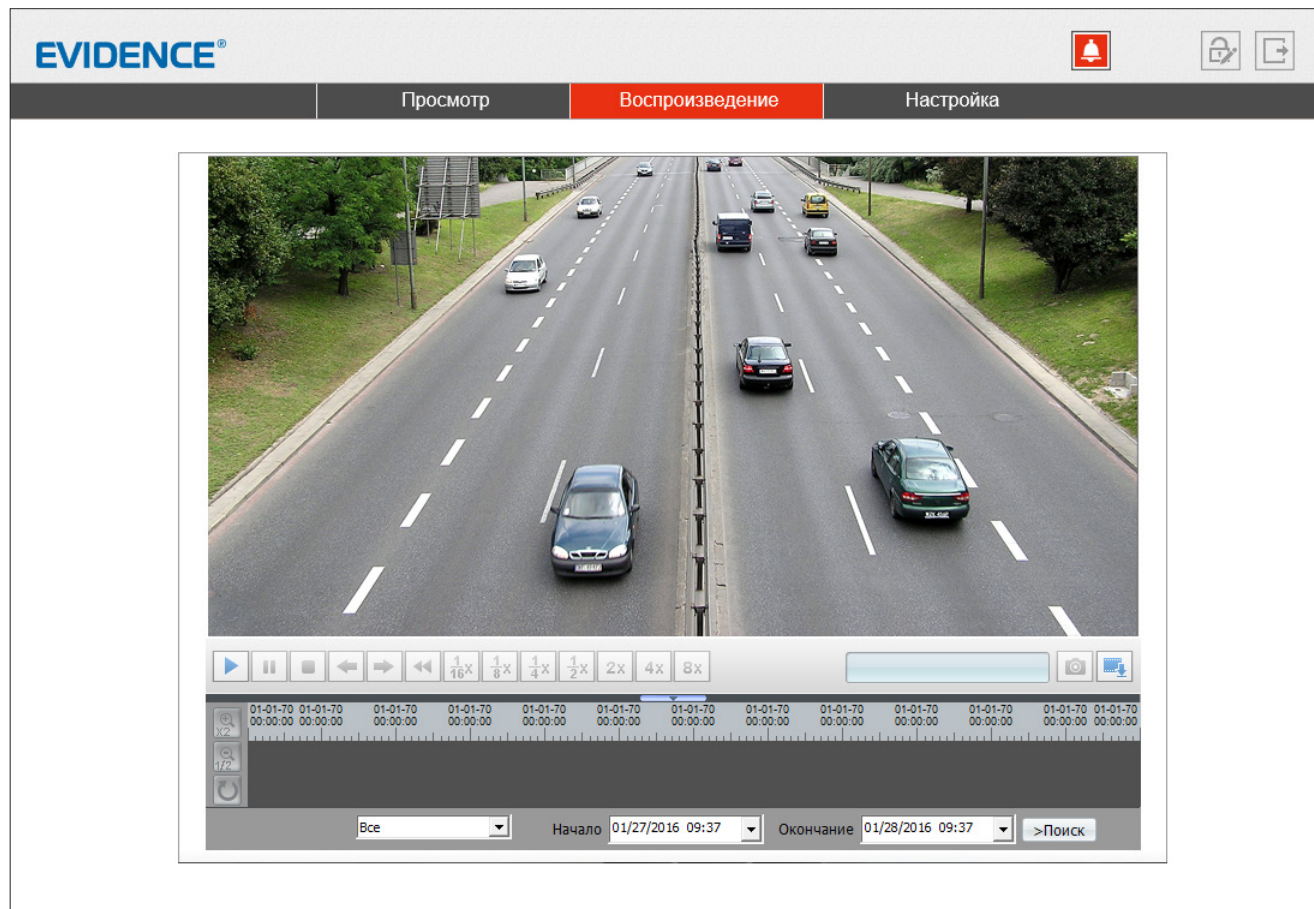 EVIDENCE®
Просмотр Воспроизведение Настройка
1/16x 1/8x 1/4x 1/2x 2x 4x 8x
01-01-70 01-01-70 01-01-70 01-01-70 01-01-70 01-01-70 01-01-70 01-01-70 01-01-70 01-01-70 01-01-70 01-01-70 01-01-70
00:00:00 00:00:00 00:00:00 00:00:00 00:00:00 00:00:00 00:00:00 00:00:00 00:00:00 00:00:00 00:00:00 00:00:00 00:00:00
X2
1/2
Все Начало 01/27/2016 09:37 Окончание 01/28/2016 09:37 >Поиск